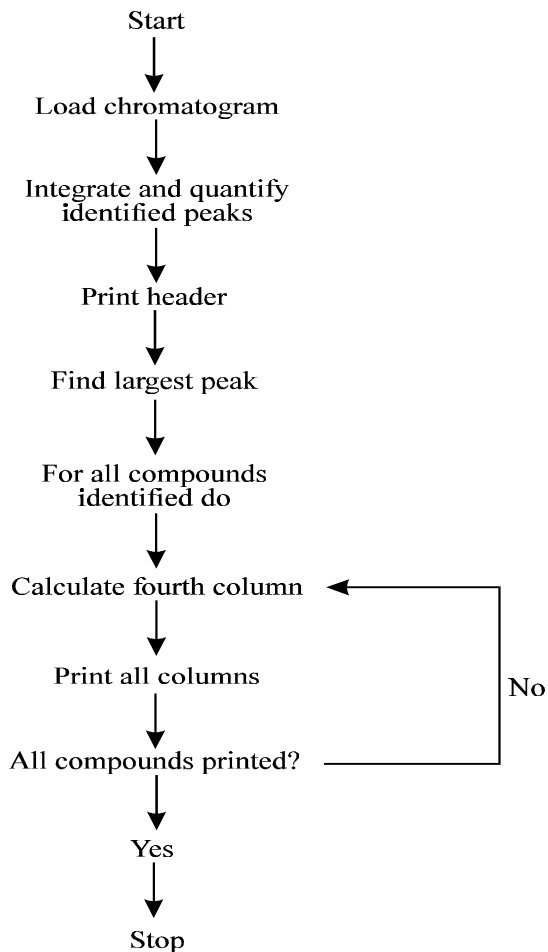 Start
Load chromatogram
Integrate and quantify
identified peaks
Print header
Find largest peak
For all compounds
identified do
Calculate fourth column
Print all columns
No
All compounds printed?
Yes
Stop